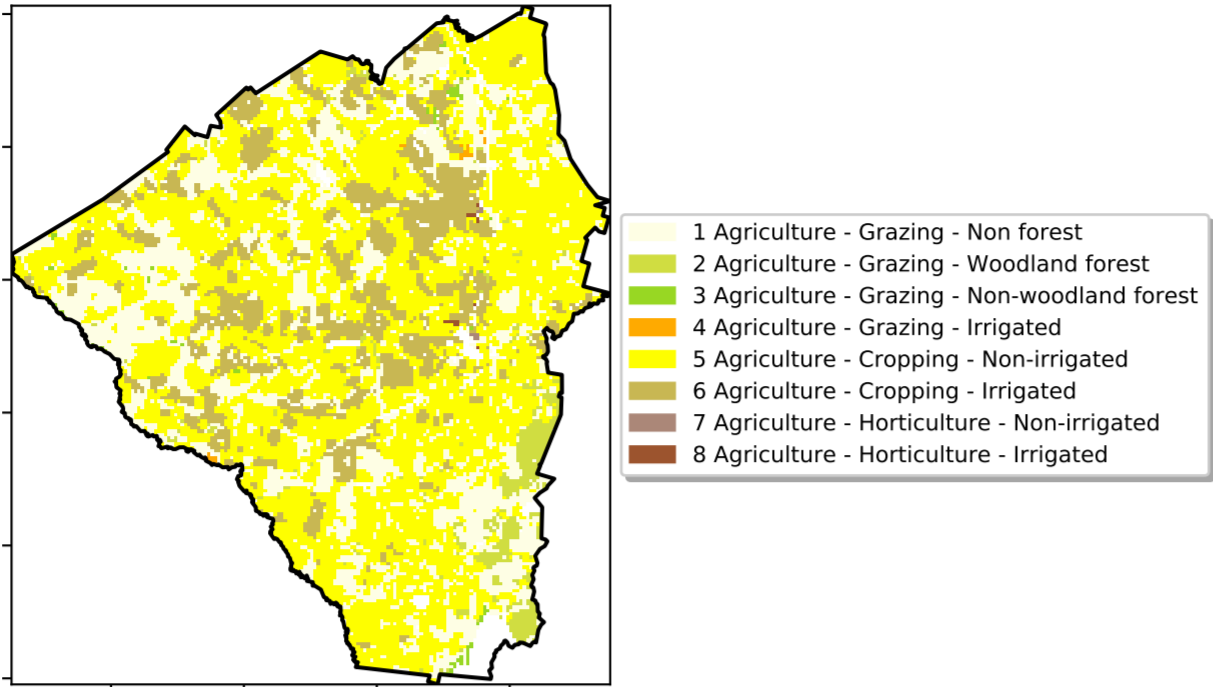 1 Agriculture - Grazing - Non forest
2 Agriculture - Grazing - Woodland forest
3 Agriculture - Grazing - Non-woodland forest
4 Agriculture - Grazing - Irrigated
5 Agriculture - Cropping - Non-irrigated
6 Agriculture - Cropping - Irrigated
7 Agriculture - Horticulture - Non-irrigated
8 Agriculture - Horticulture - Irrigated